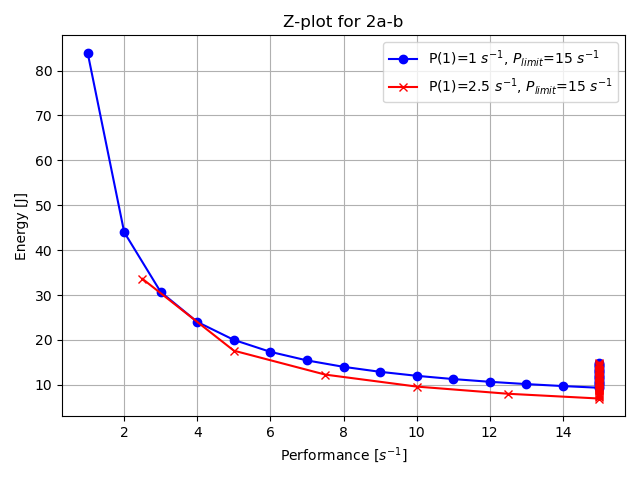 Z-plot for 2a-b
P(1)=1 s⁻¹, P_limit=15 s⁻¹
P(1)=2.5 s⁻¹, P_limit=15 s⁻¹
Energy [J]
80
70
60
50
40
30
20
10
2 4 6 8 10 12 14
Performance [s⁻¹]